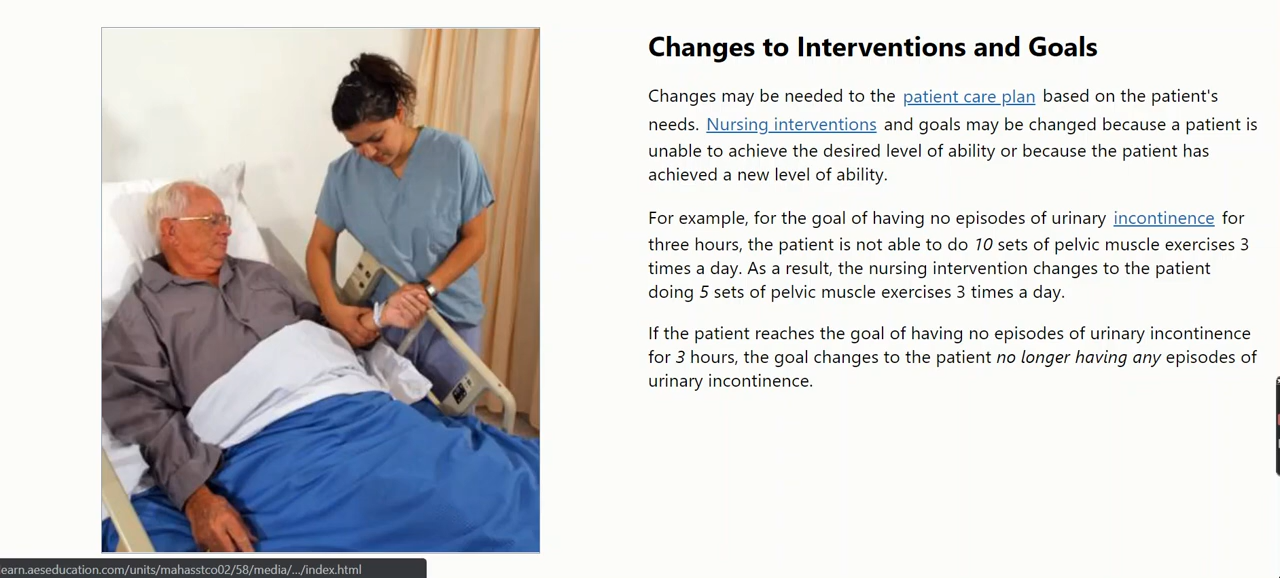 Changes to Interventions and Goals
Changes may be needed to the patient care plan based on the patient's
needs. Nursing interventions and goals may be changed because a patient is
unable to achieve the desired level of ability or because the patient has
achieved a new level of ability.
For example, for the goal of having no episodes of urinary incontinence for
three hours, the patient is not able to do 10 sets of pelvic muscle exercises 3
times a day. As a result, the nursing intervention changes to the patient
doing 5 sets of pelvic muscle exercises 3 times a day.
If the patient reaches the goal of having no episodes of urinary incontinence
for 3 hours, the goal changes to the patient no longer having any episodes of
urinary incontinence.
learn.aeseducation.com/units/mahasstco02/58/media/.../index.html